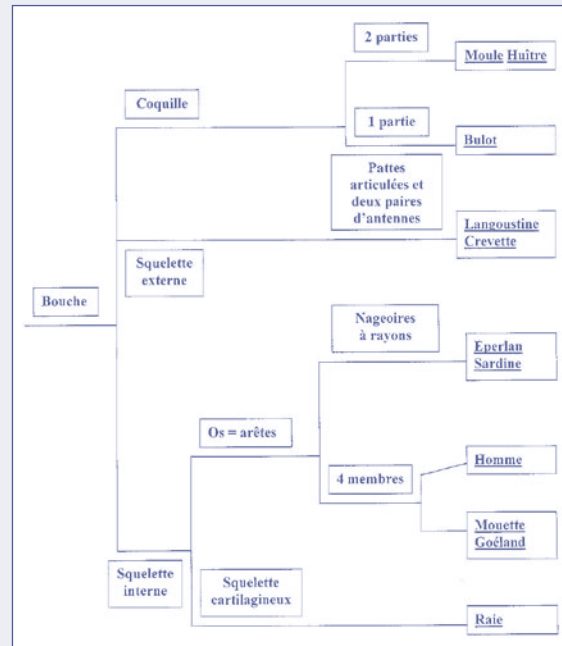 2 parties
Moule Huître
Coquille
1 partie
Bulot
Pattes
articulées et
deux paires
d'antennes
Langoustine
Crevette
Squelette
externe
Bouche
Nageoires
à rayons
Eperlan
Sardine
Os = arêtes
Homme
4 membres
Mouette
Goéland
Squelette
interne
Squelette
cartilagineux
Raie